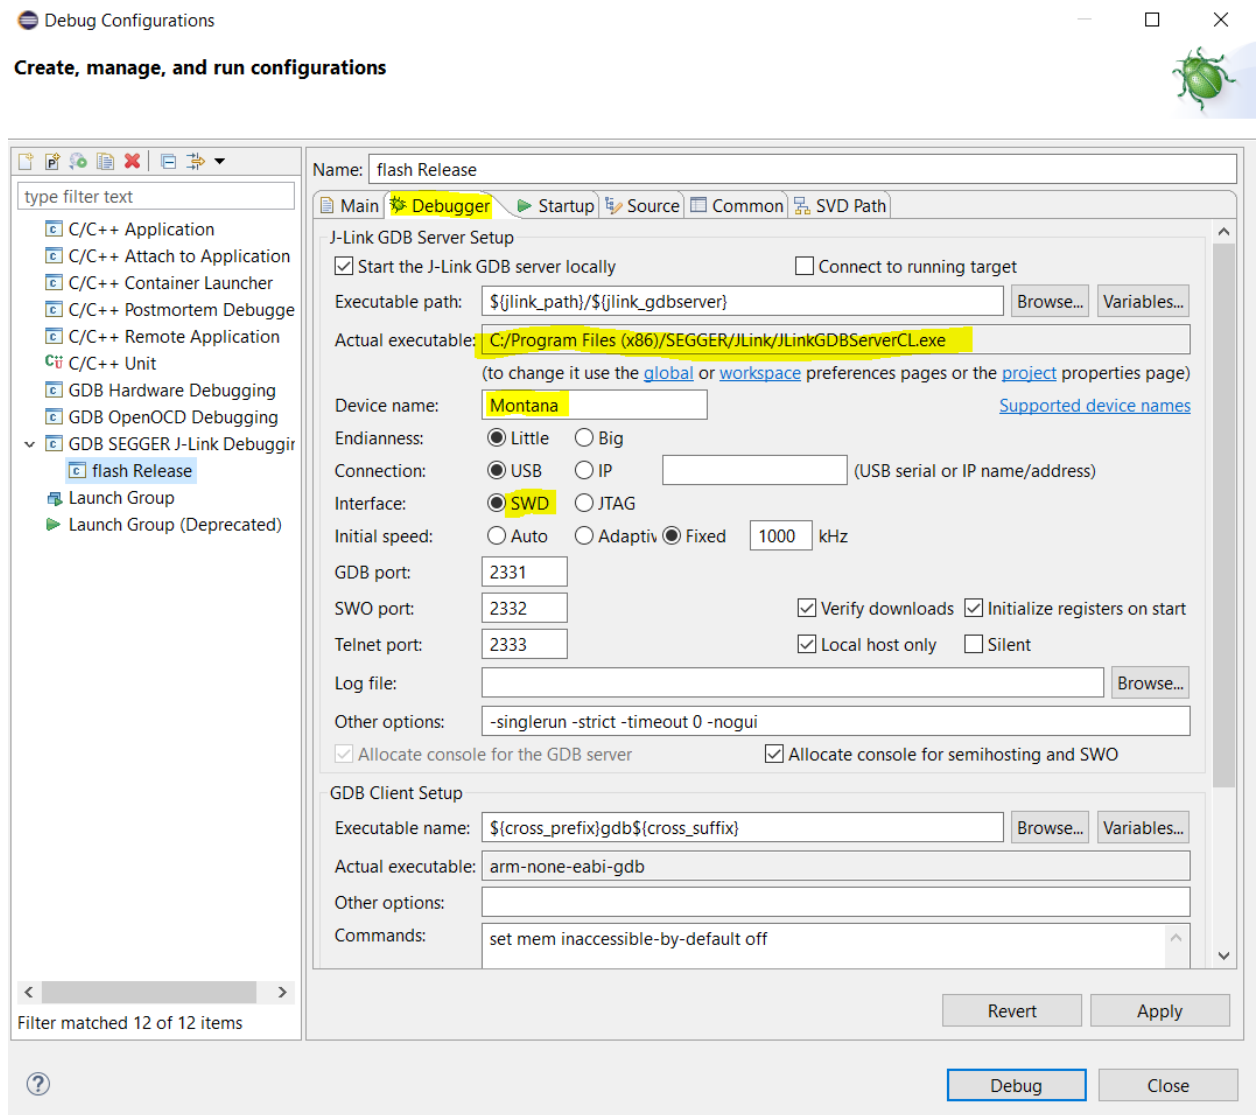 Debug Configurations
Create, manage, and run configurations
type filter text
C/C++ Application
C/C++ Attach to Application
C/C++ Container Launcher
C/C++ Postmortem Debugge
C/C++ Remote Application
C/C++ Unit
GDB Hardware Debugging
GDB OpenOCD Debugging
GDB SEGGER J-Link Debuggir
flash Release
Launch Group
Launch Group (Deprecated)
Filter matched 12 of 12 items
Name: flash Release
Main Debugger Startup Source Common SVD Path
J-Link GDB Server Setup
Start the J-Link GDB server locally Connect to running target
Executable path: ${jlink_path}/${jlink_gdbserver} Browse... Variables...
Actual executable: C:/Program Files (x86)/SEGGER/JLink/JLinkGDBServerCL.exe
(to change it use the global or workspace preferences pages or the project properties page)
Device name: Montana Supported device names
Endianness: Little Big
Connection: USB IP (USB serial or IP name/address)
Interface: SWD JTAG
Initial speed: Auto Adaptiv Fixed 1000 kHz
GDB port: 2331
SWO port: 2332 Verify downloads Initialize registers on start
Telnet port: 2333 Local host only Silent
Log file: Browse...
Other options: -singlerun -strict -timeout 0 -nogui
Allocate console for the GDB server Allocate console for semihosting and SWO
GDB Client Setup
Executable name: ${cross_prefix}gdb${cross_suffix} Browse... Variables...
Actual executable: arm-none-eabi-gdb
Other options:
Commands: set mem inaccessible-by-default off
Revert Apply
Debug Close